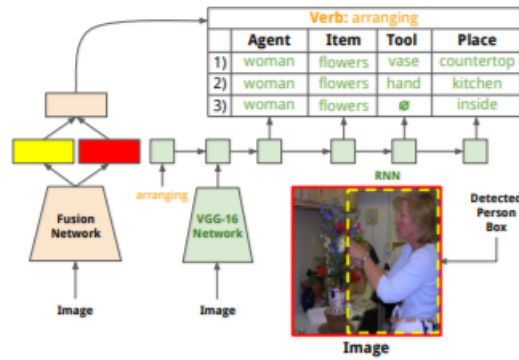 Verb: arranging
Agent Item Tool Place
1) woman flowers vase countertop
2) woman flowers hand kitchen
3) woman flowers ∅ inside
RNN
arranging
Fusion
Network
VGG-16
Network
Detected
Person
Box
Image
Image
Image